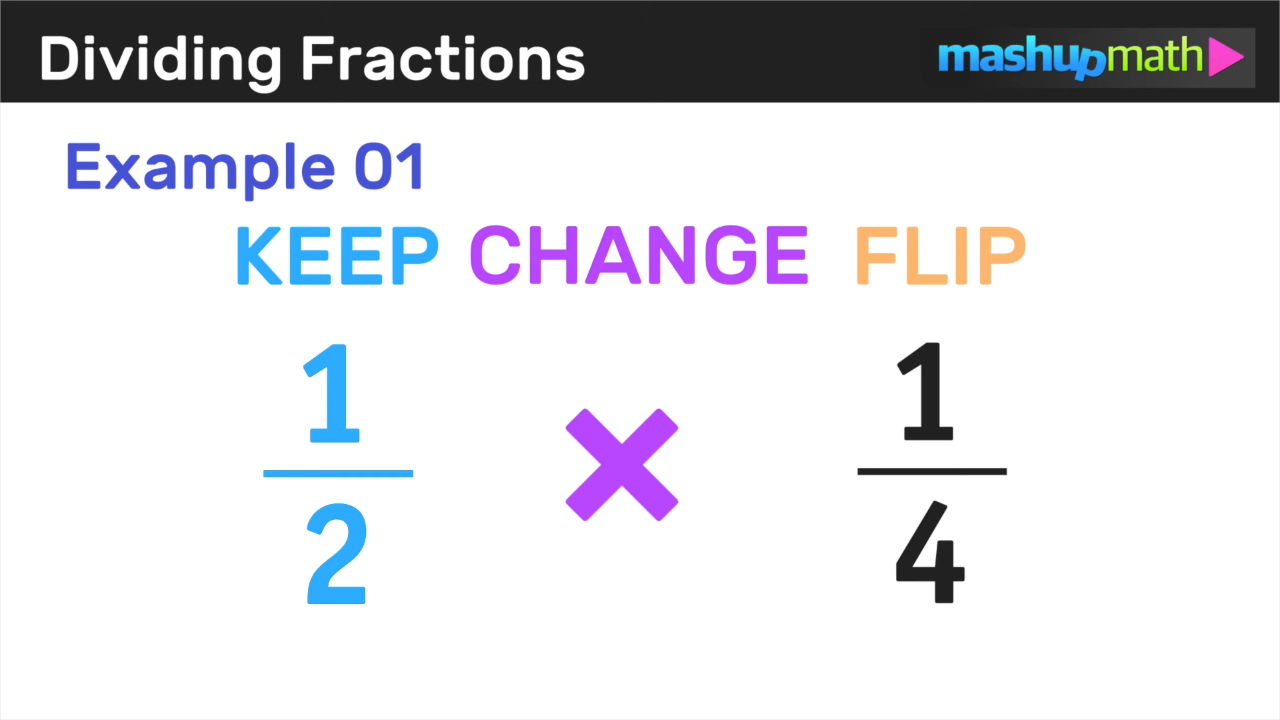 Dividing Fractions
mashupmath
Example 01
KEEP CHANGE FLIP
1 × 1
2 4